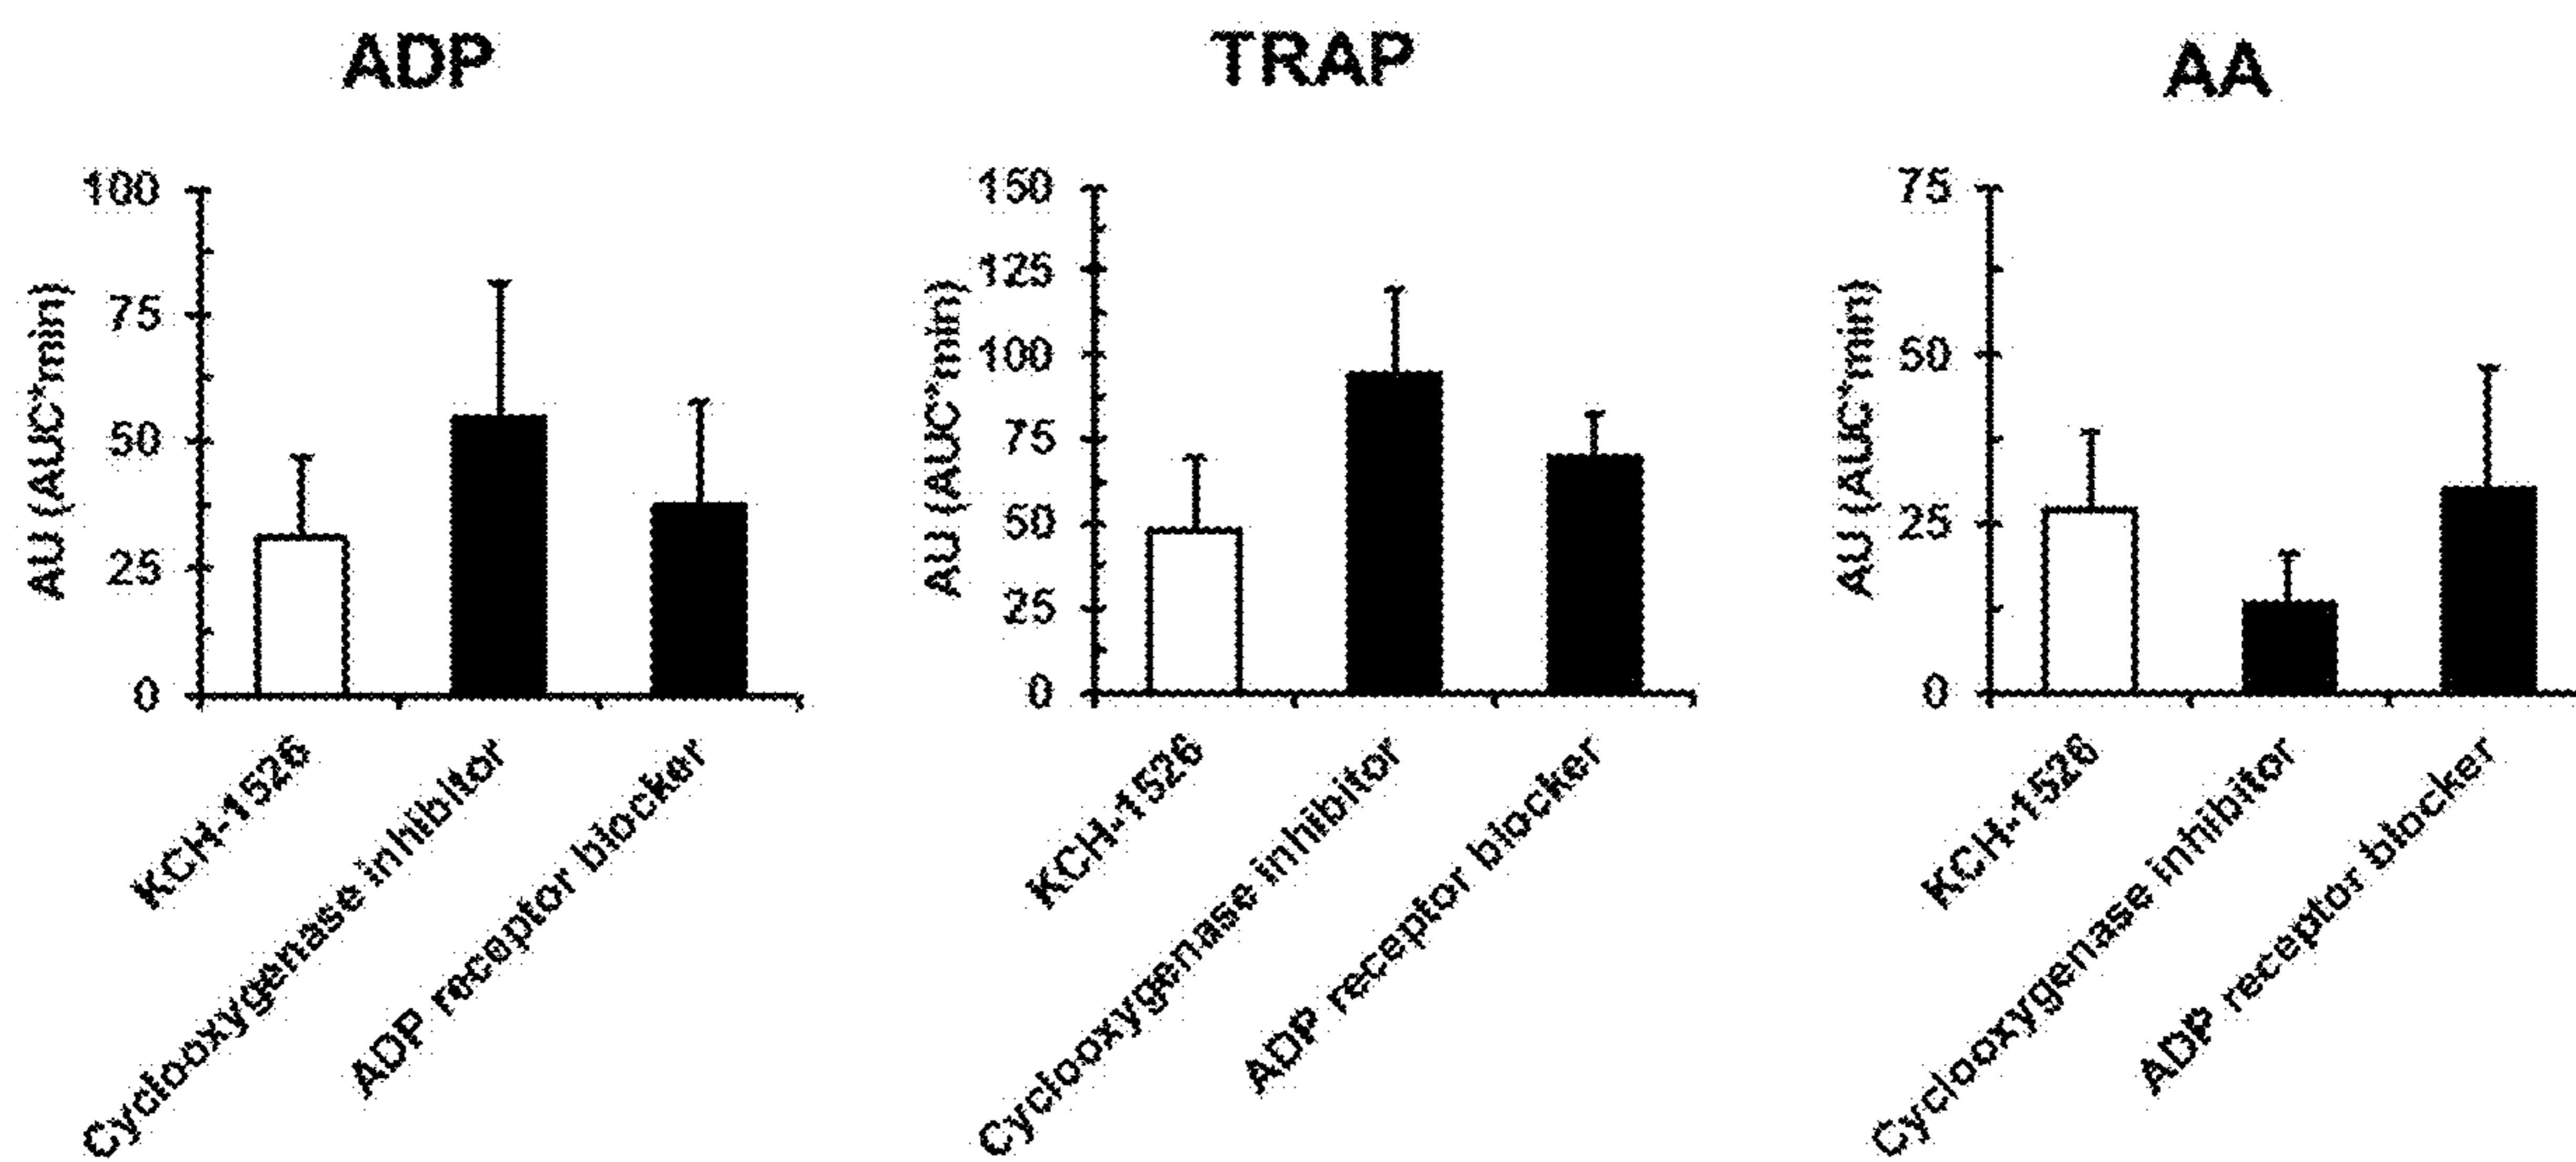 ADP
TRAP
AA
AU (AUC*min)
100
75
50
25
0
KCH-1526
Cyclooxygenase inhibitor
ADP receptor blocker
AU (AUC*min)
150
125
100
75
50
25
0
KCH-1526
Cyclooxygenase inhibitor
ADP receptor blocker
AU (AUC*min)
75
50
25
0
KCH-1526
Cyclooxygenase inhibitor
ADP receptor blocker